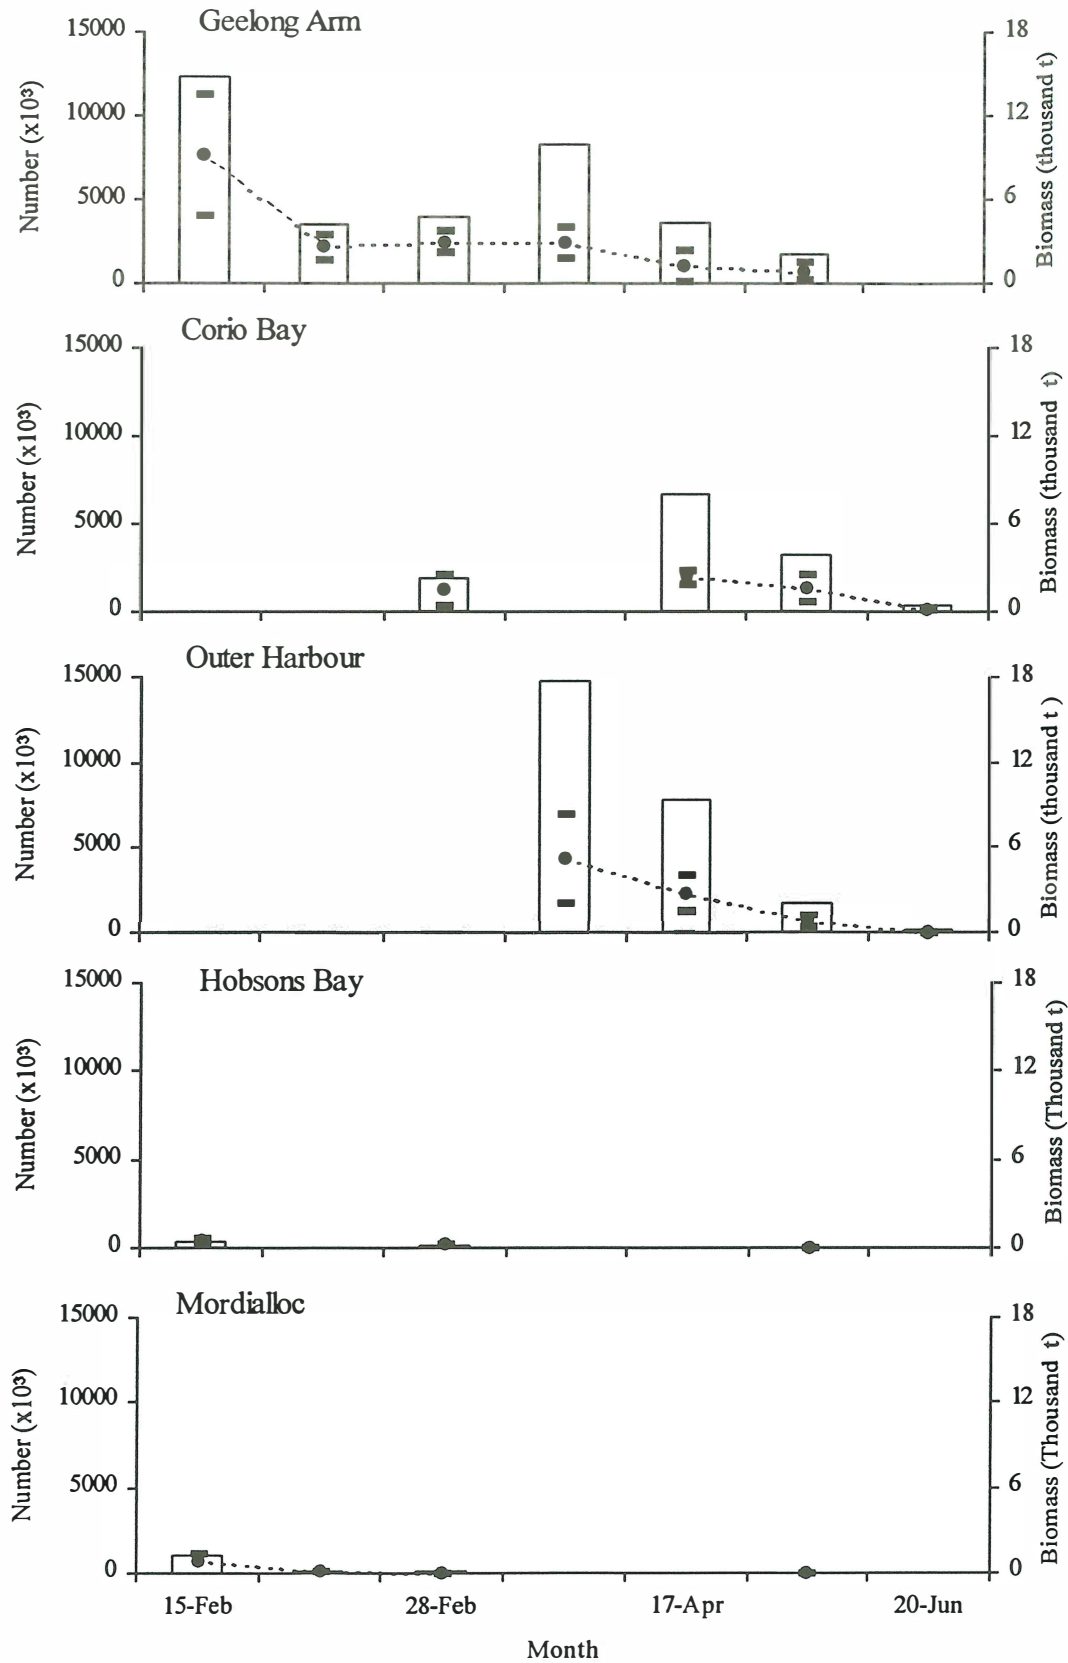 Geelong Arm
15000
10000
5000
0
Number (x10³)
18
12
6
0
Biomass (thousand t)
Corio Bay
15000
10000
5000
0
Number (x10³)
18
12
6
0
Biomass (thousand t)
Outer Harbour
15000
10000
5000
0
Number (x10³)
18
12
6
0
Biomass (thousand t)
Hobsons Bay
15000
10000
5000
0
Number (x10³)
18
12
6
0
Biomass (Thousand t)
Mordialloc
15000
10000
5000
0
Number (x10³)
18
12
6
0
Biomass (Thousand t)
15-Feb 28-Feb 17-Apr 20-Jun
Month